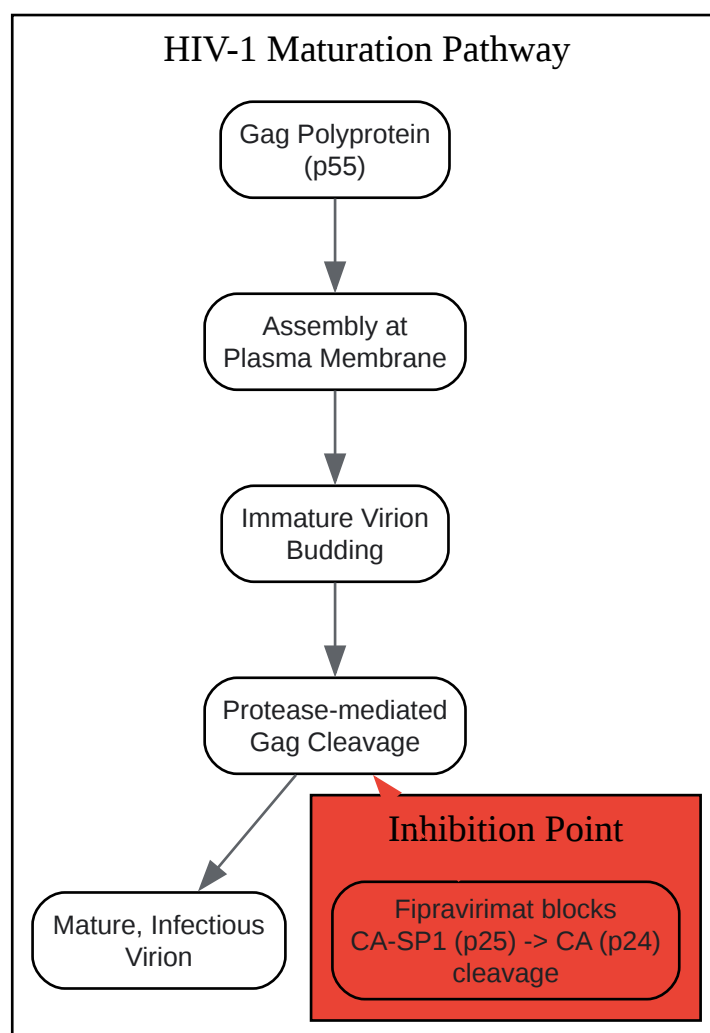 HIV-1 Maturation Pathway
Gag Polyprotein
(p55)
Assembly at
Plasma Membrane
Immature Virion
Budding
Protease-mediated
Gag Cleavage
Inhibition Point
Mature, Infectious
Virion
Fipravirimat blocks
CA-SP1 (p25) -> CA (p24)
cleavage